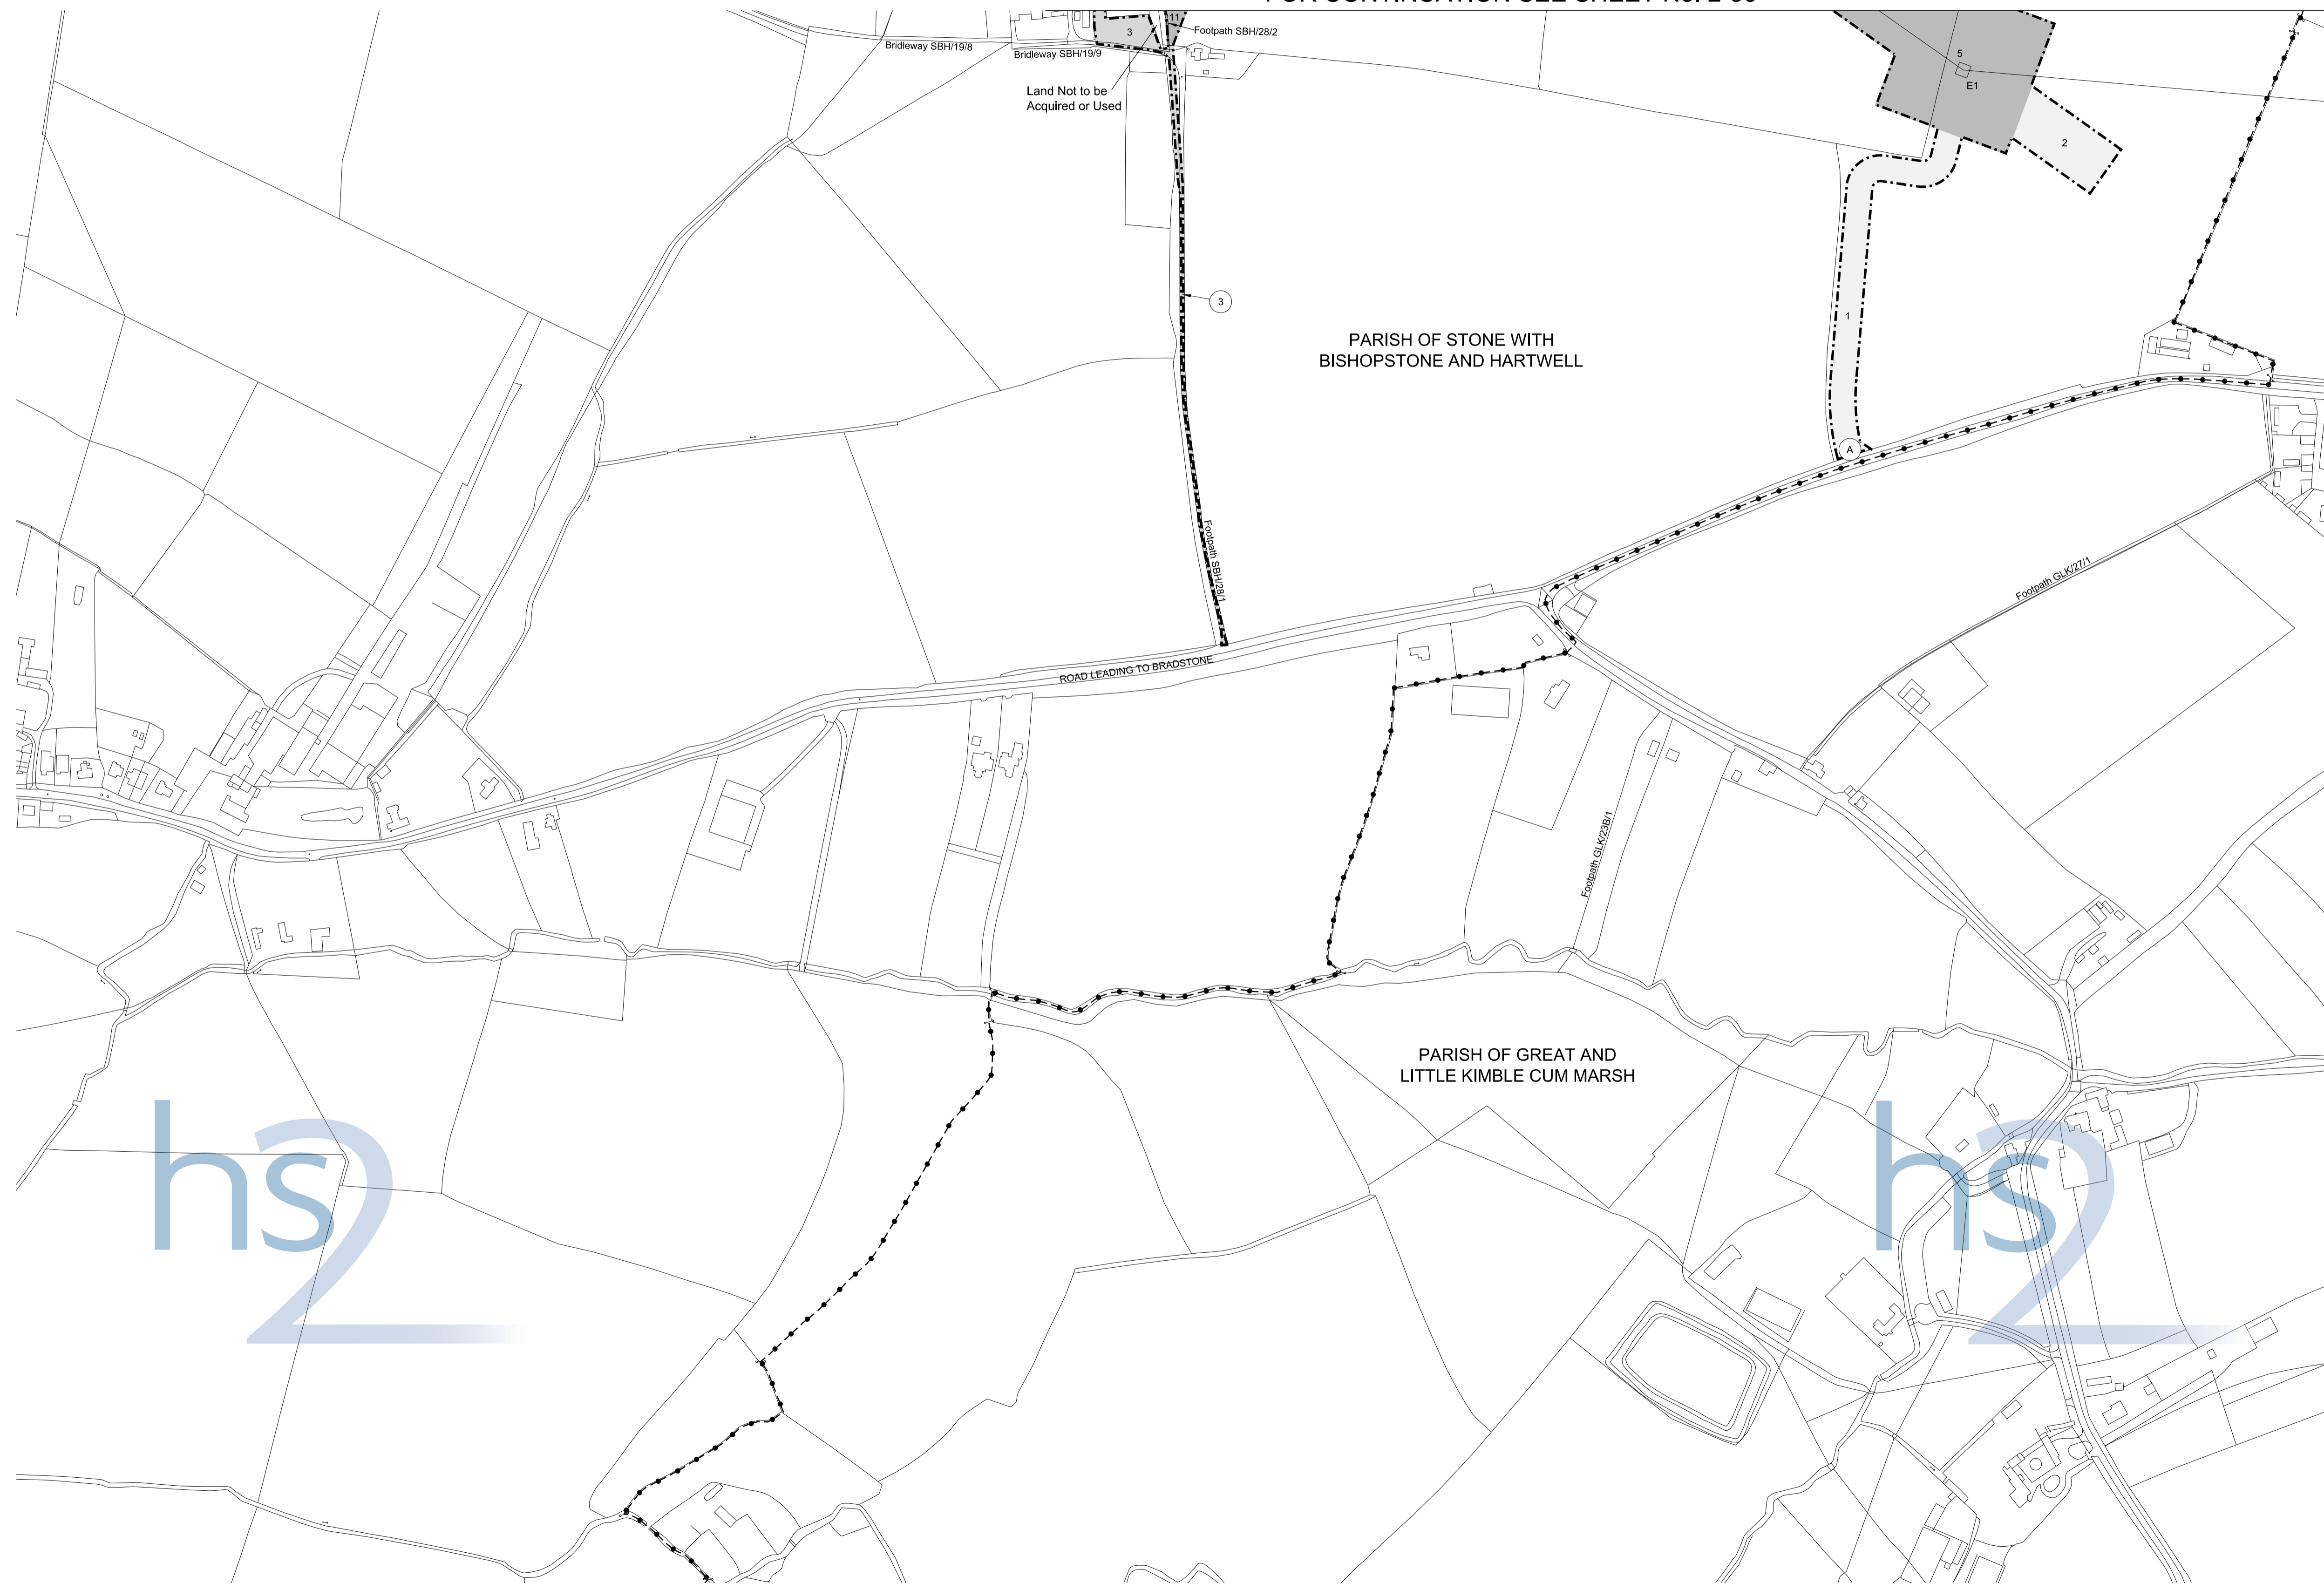 Bridleway SBH/19/8
Bridleway SBH/19/9
3
11
Footpath SBH/28/2
Land Not to be
Acquired or Used
5
E1
2
1
3
PARISH OF STONE WITH
BISHOPSTONE AND HARTWELL
A
Footpath SBH/28/1
Footpath GLK/27/1
ROAD LEADING TO BRADSTONE
Footpath GLK/23B/1
PARISH OF GREAT AND
LITTLE KIMBLE CUM MARSH
hs2
hs2